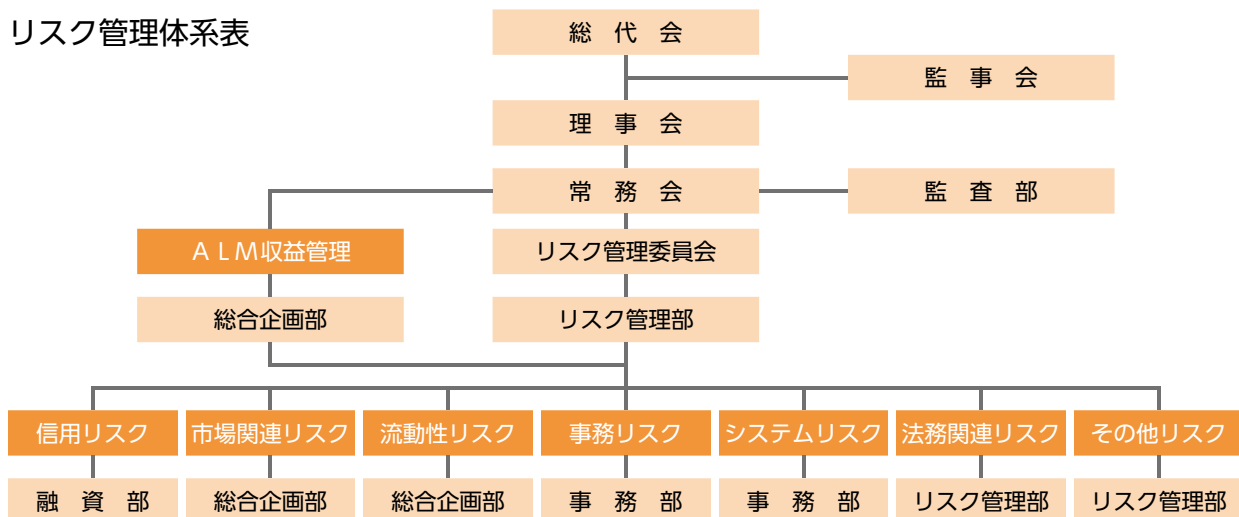 リスク管理体系表
総　代　会
監　事　会
理　事　会
常　務　会
監　査　部
ＡＬＭ収益管理
リスク管理委員会
総合企画部
リスク管理部
信用リスク
市場関連リスク
流動性リスク
事務リスク
システムリスク
法務関連リスク
その他リスク
融　資　部
総合企画部
総合企画部
事　務　部
事　務　部
リスク管理部
リスク管理部